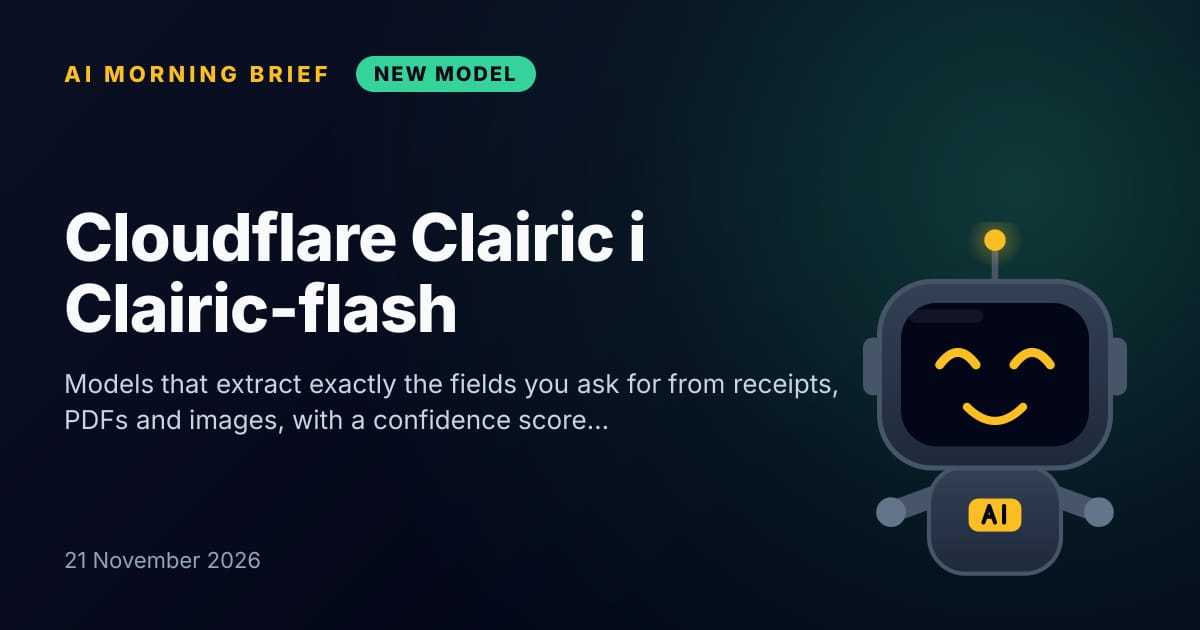 AI MORNING BRIEF
NEW MODEL
Cloudflare Clairic i
Clairic-flash
Models that extract exactly the fields you ask for from receipts,
PDFs and images, with a confidence score...
AI
21 November 2026